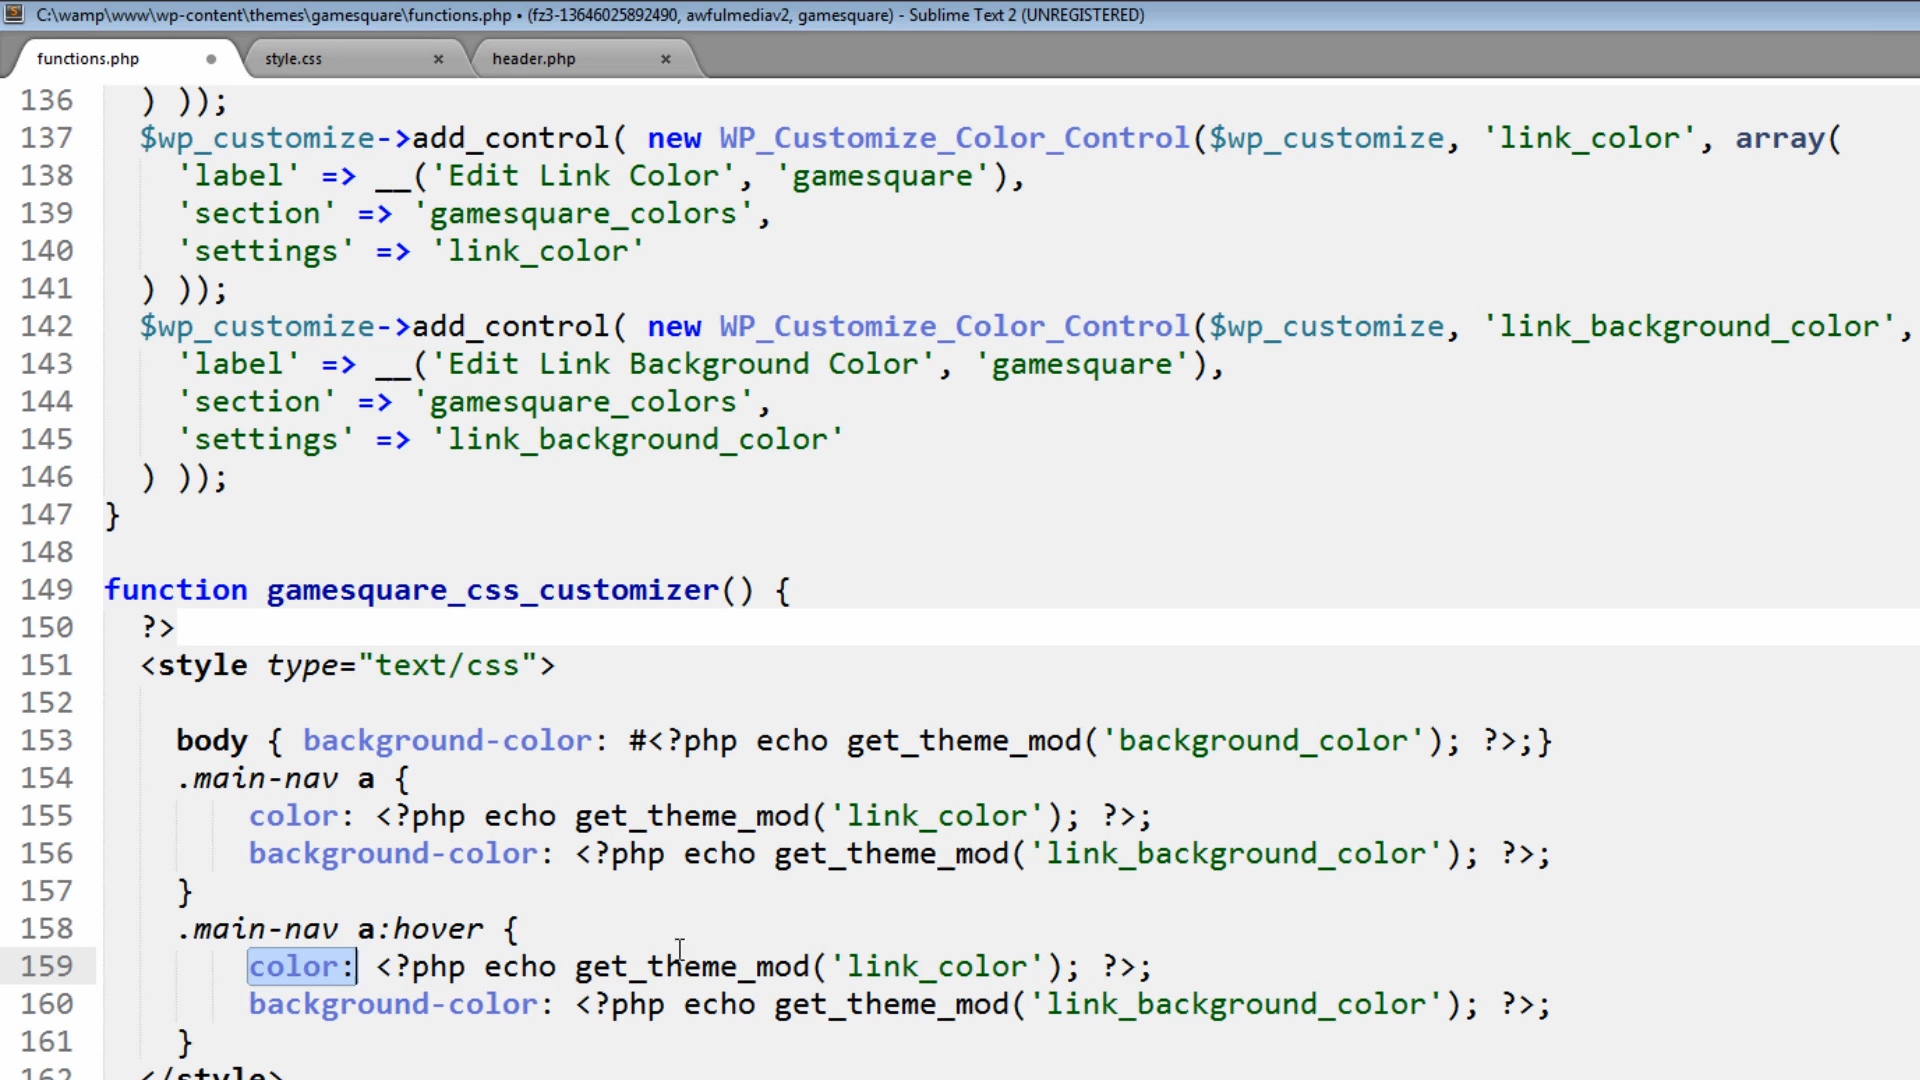 C:\wamp\www\wp-content\themes\gamesquare\functions.php • (fz3-13646025892490, awfulmediav2, gamesquare) - Sublime Text 2 (UNREGISTERED)
functions.php style.css × header.php ×
136 ) ));
137 $wp_customize->add_control( new WP_Customize_Color_Control($wp_customize, 'link_color', array(
138 'label' => __('Edit Link Color', 'gamesquare'),
139 'section' => 'gamesquare_colors',
140 'settings' => 'link_color'
141 ) ));
142 $wp_customize->add_control( new WP_Customize_Color_Control($wp_customize, 'link_background_color',
143 'label' => __('Edit Link Background Color', 'gamesquare'),
144 'section' => 'gamesquare_colors',
145 'settings' => 'link_background_color'
146 ) ));
147 }
148
149 function gamesquare_css_customizer() {
150 ?>
151 <style type="text/css">
152
153 body { background-color: #<?php echo get_theme_mod('background_color'); ?>;}
154 .main-nav a {
155 color: <?php echo get_theme_mod('link_color'); ?>;
156 background-color: <?php echo get_theme_mod('link_background_color'); ?>;
157 }
158 .main-nav a:hover {
159 color: <?php echo get_theme_mod('link_color'); ?>;
160 background-color: <?php echo get_theme_mod('link_background_color'); ?>;
161 }
162 </style>